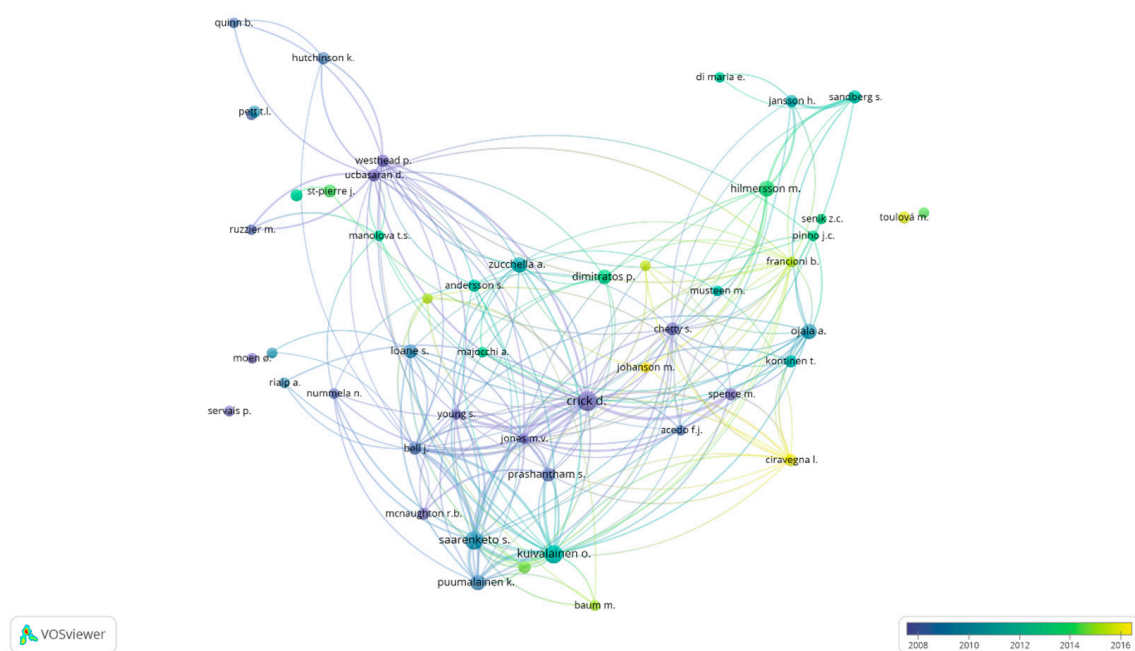 quinn b.
hutchinson k.
di maria e.
jansson h.
sandberg s.
pett t.l.
westhead p.
ucbasaran d.
st-pierre j.
hilmersson m.
toulová m.
senik z.c.
ruzzier m.
manolova t.s.
pinho j.c.
zucchella a.
francioni b.
dimitratos p.
andersson s.
musteen m.
chetty s.
ojala a.
loane s.
majocchi a.
moen ø.
kontinen t.
johanson m.
rialp a.
nummela n.
spence m.
crick d.
servais p.
young s.
acedo f.j.
jones m.v.
bell j.
ciravegna l.
prashantham s.
mcnaughton r.b.
saarenketo s.
kuivalainen o.
puumalainen k.
baum m.
VOSviewer
2008 2010 2012 2014 2016